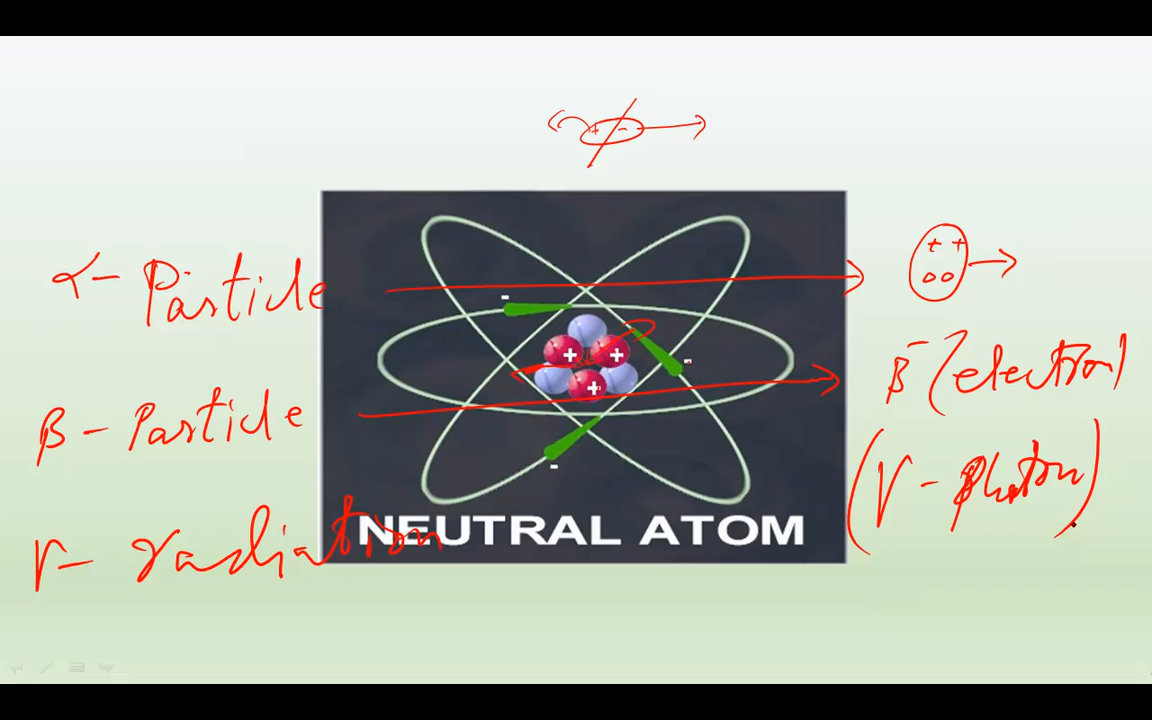 + -
α - Particle
+ +
o o
-
-
+ +
+
-
β⁻ (electron)
β - Particle
(γ - photon)
NEUTRAL ATOM
γ - radiation